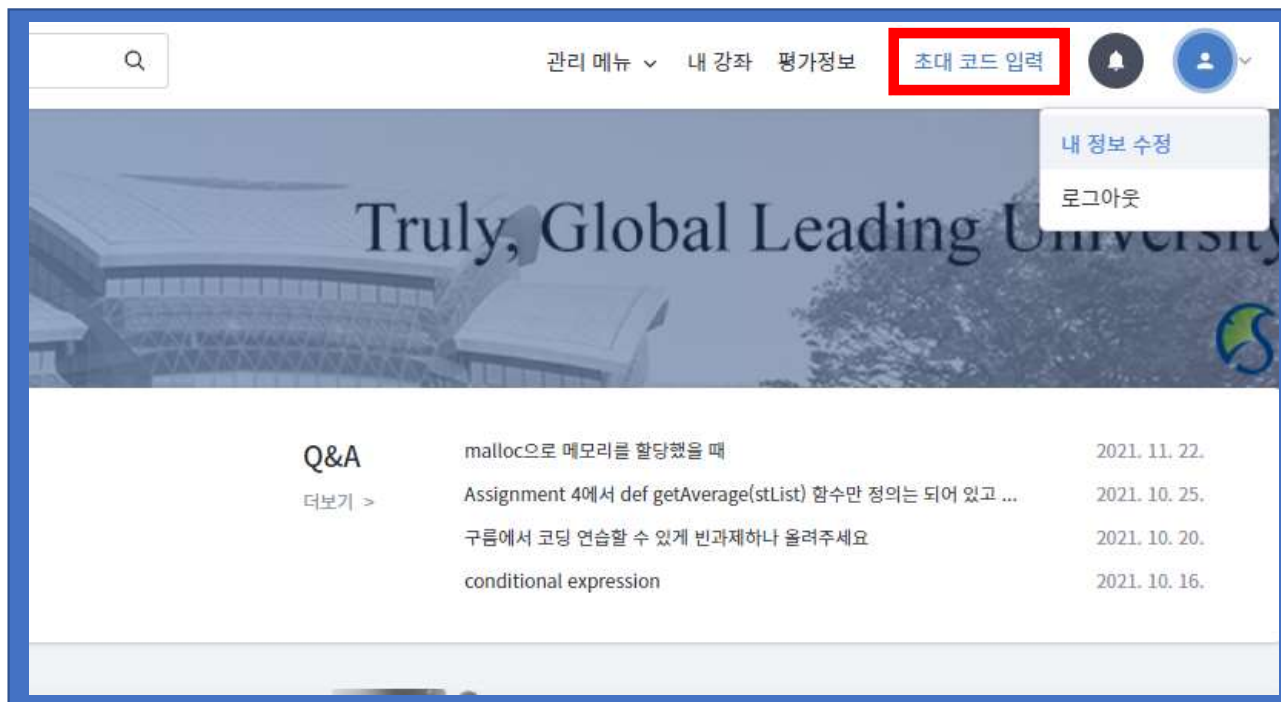 관리 메뉴 내 강좌 평가정보 초대 코드 입력
내 정보 수정
로그아웃
Truly, Global Leading University
Q&A
더보기 >
malloc으로 메모리를 할당했을 때 2021. 11. 22.
Assignment 4에서 def getAverage(stList) 함수만 정의는 되어 있고 ... 2021. 10. 25.
구름에서 코딩 연습할 수 있게 빈과제하나 올려주세요 2021. 10. 20.
conditional expression 2021. 10. 16.